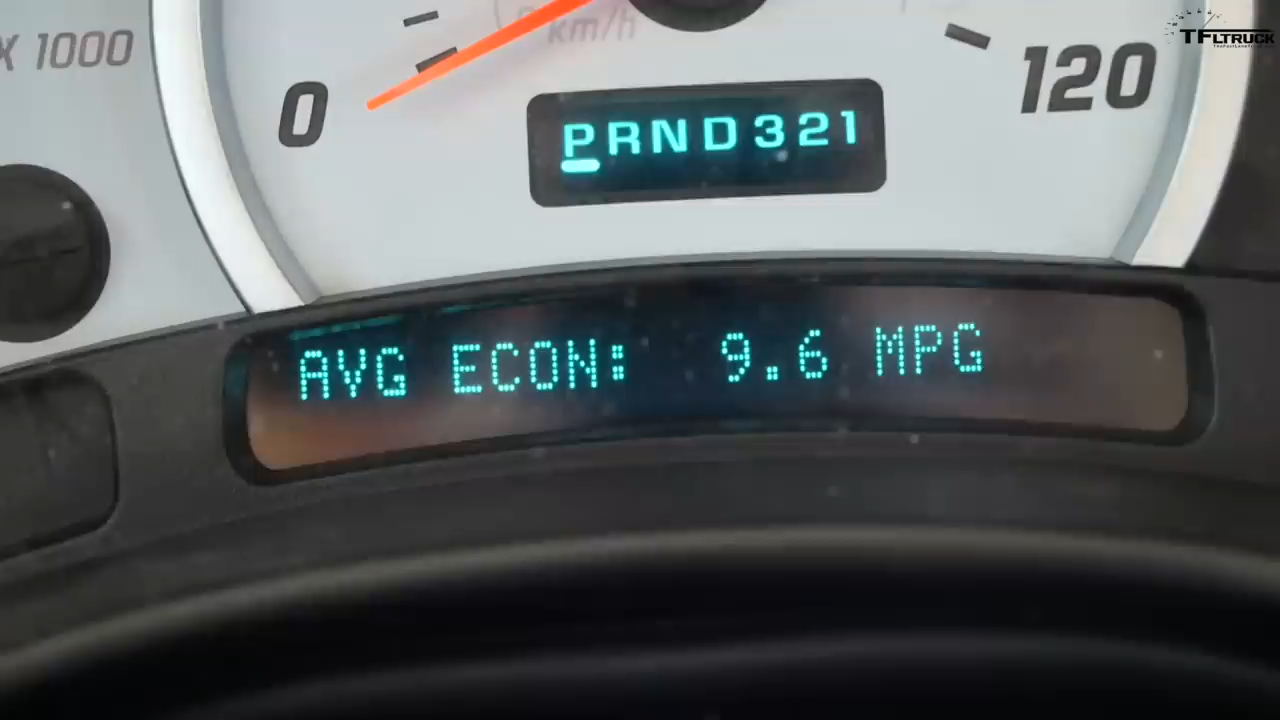 X 1000
km/h
0
120
PRND321
AVG ECON: 9.6 MPG
TFLTRUCK